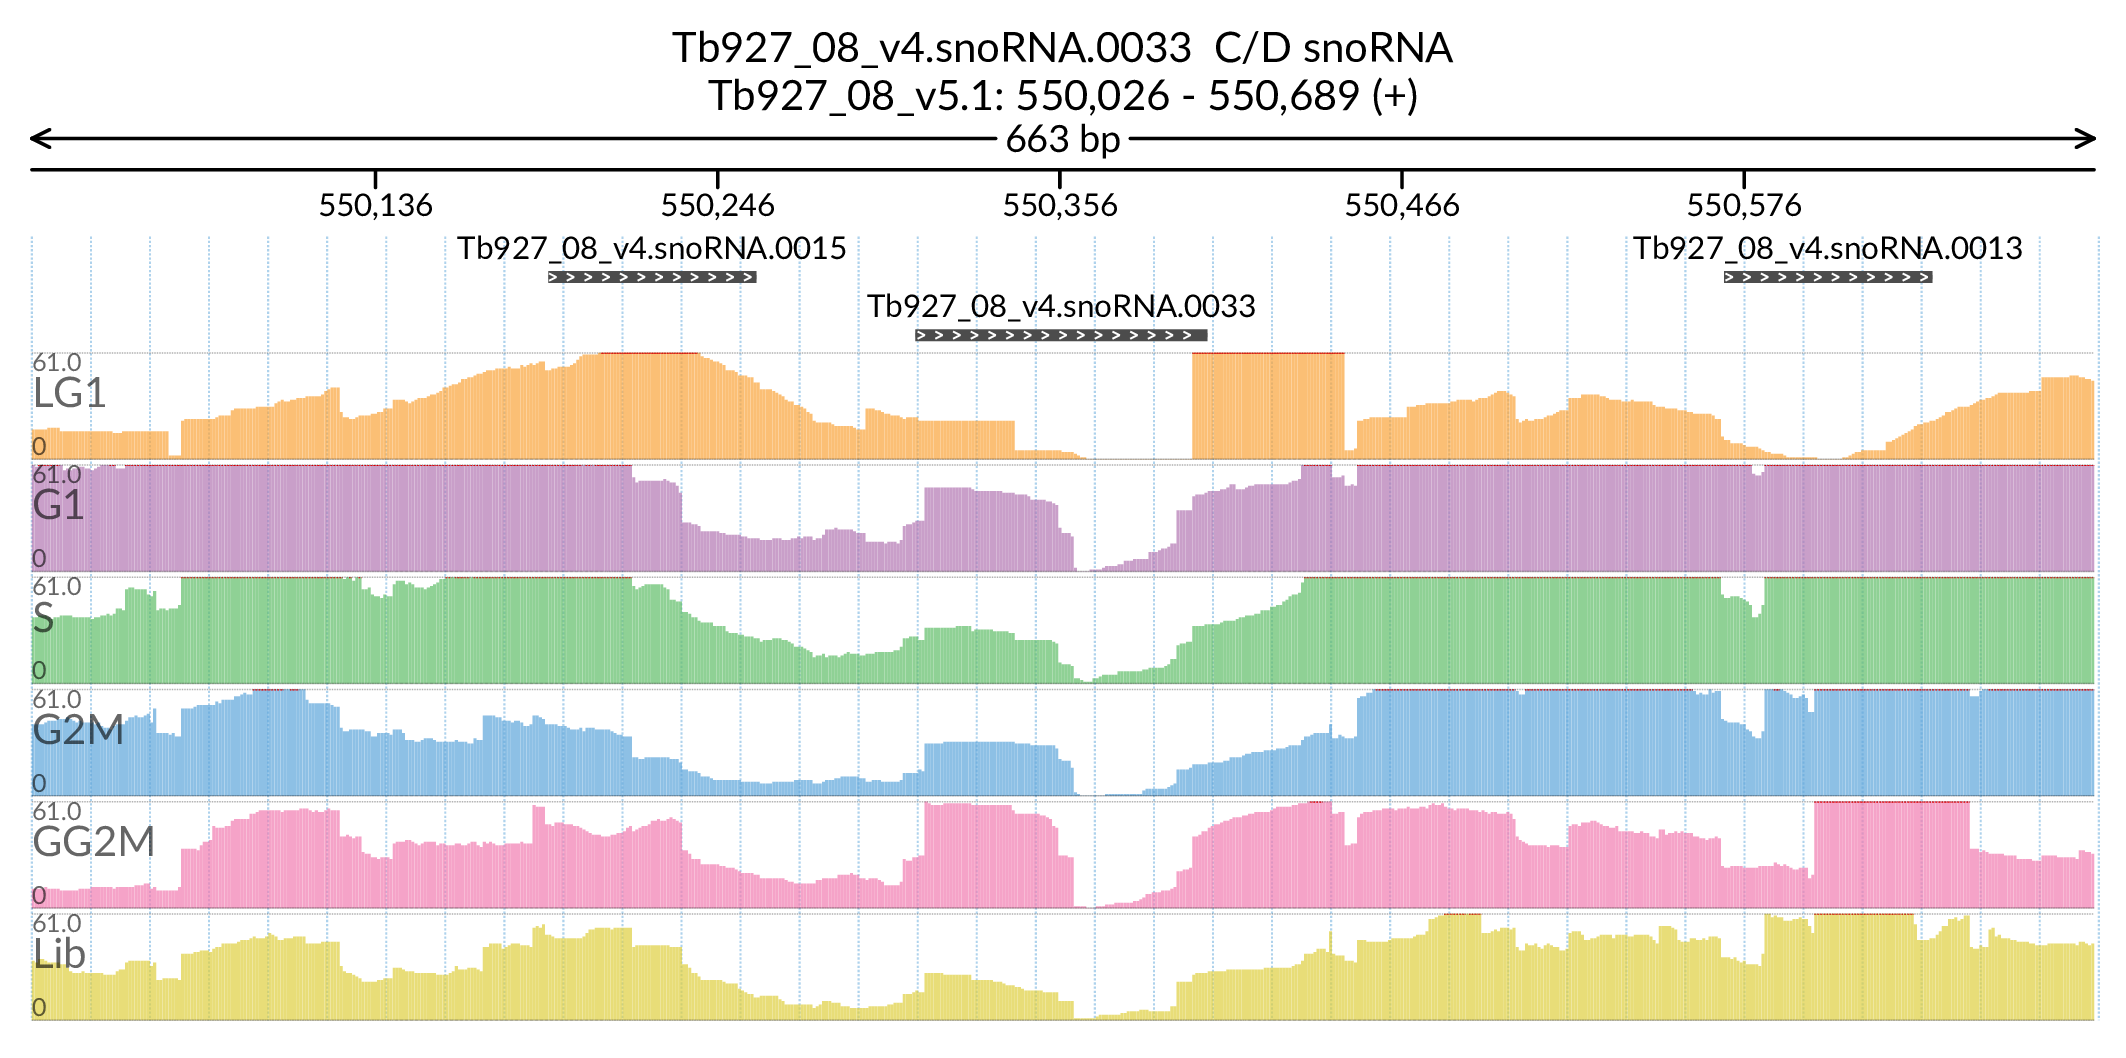 Tb927_08_v4.snoRNA.0033 C/D snoRNA
Tb927_08_v5.1: 550,026 - 550,689 (+)
663 bp
550,136 550,246 550,356 550,466 550,576
Tb927_08_v4.snoRNA.0015 Tb927_08_v4.snoRNA.0013
Tb927_08_v4.snoRNA.0033
61.0
LG1
0
61.0
G1
0
61.0
S
0
61.0
G2M
0
61.0
GG2M
0
61.0
Lib
0